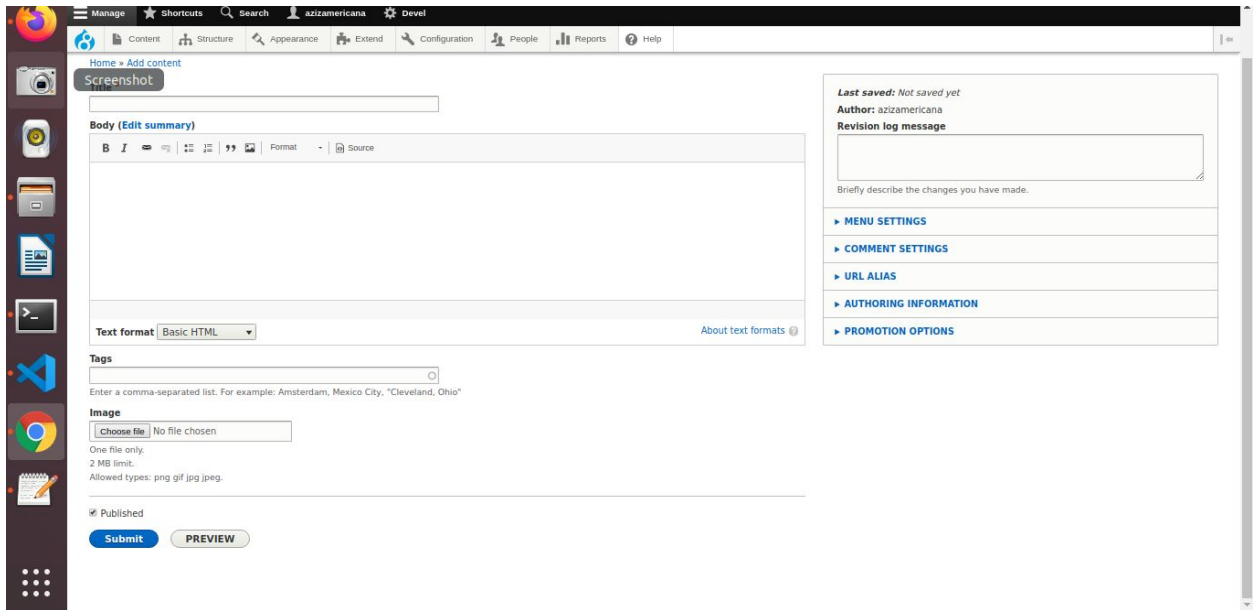 Manage Shortcuts Search azizamericana Devel
Content Structure Appearance Extend Configuration People Reports Help
Home » Add content
Screenshot
Title
Body (Edit summary)
B I Format Source
Text format Basic HTML
About text formats ?
Tags
Enter a comma-separated list. For example: Amsterdam, Mexico City, "Cleveland, Ohio"
Image
Choose file No file chosen
One file only.
2 MB limit.
Allowed types: png gif jpg jpeg.
Published
Submit PREVIEW
Last saved: Not saved yet
Author: azizamericana
Revision log message
Briefly describe the changes you have made.
MENU SETTINGS
COMMENT SETTINGS
URL ALIAS
AUTHORING INFORMATION
PROMOTION OPTIONS